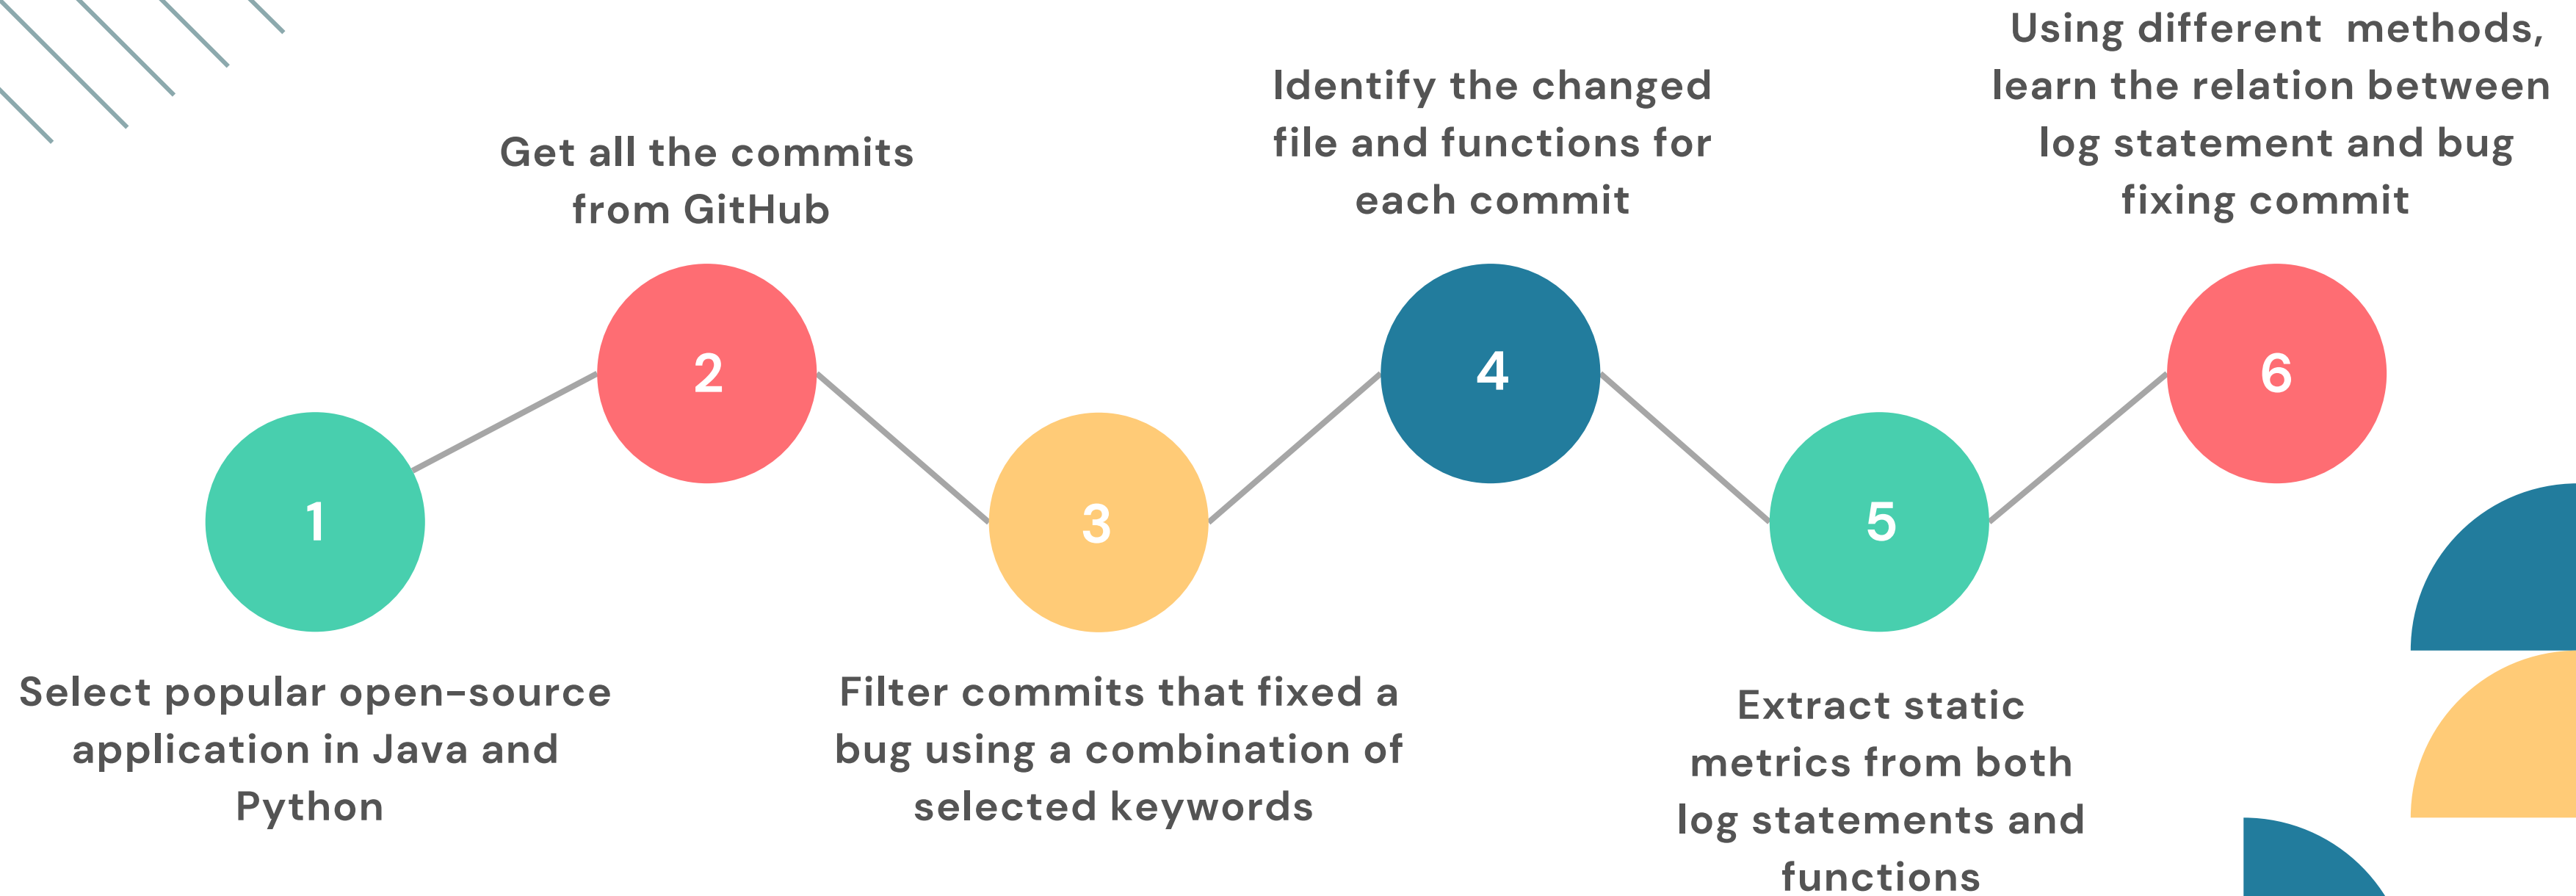 1
Select popular open-source
application in Java and
Python
Get all the commits
from GitHub
2
3
Filter commits that fixed a
bug using a combination of
selected keywords
Identify the changed
file and functions for
each commit
4
5
Extract static
metrics from both
log statements and
functions
Using different  methods,
learn the relation between
log statement and bug
fixing commit
6